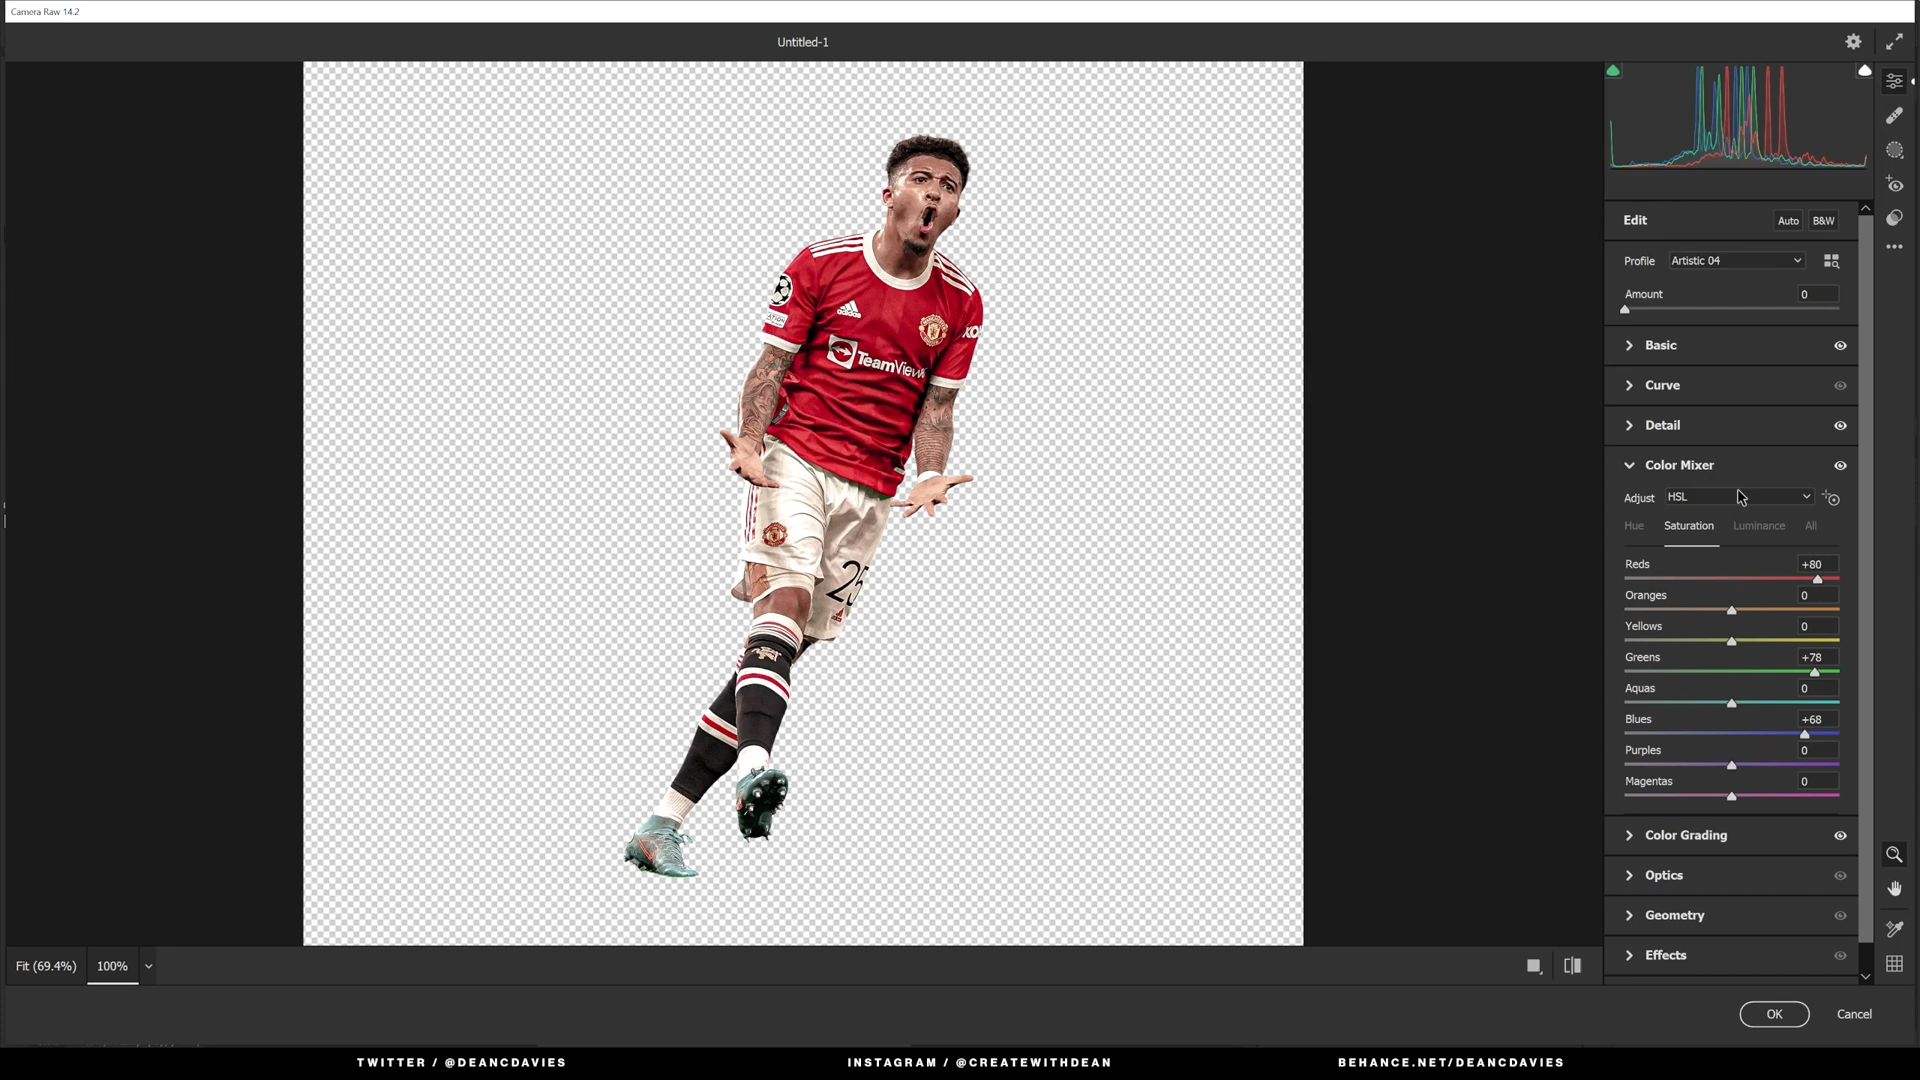 Camera Raw 14.2
Untitled-1
Edit
Auto
B&W
Profile
Artistic 04
Amount
0
Basic
Curve
Detail
Color Mixer
Adjust
HSL
Hue
Saturation
Luminance
All
Reds
+80
Oranges
0
Yellows
0
Greens
+78
Aquas
0
Blues
+68
Purples
0
Magentas
0
Color Grading
Optics
Geometry
Effects
adidas
TeamView
25
Fit (69.4%)
100%
OK
Cancel
TWITTER / @DEANCDAVIES
INSTAGRAM / @CREATEWITHDEAN
BEHANCE.NET/DEANCDAVIES